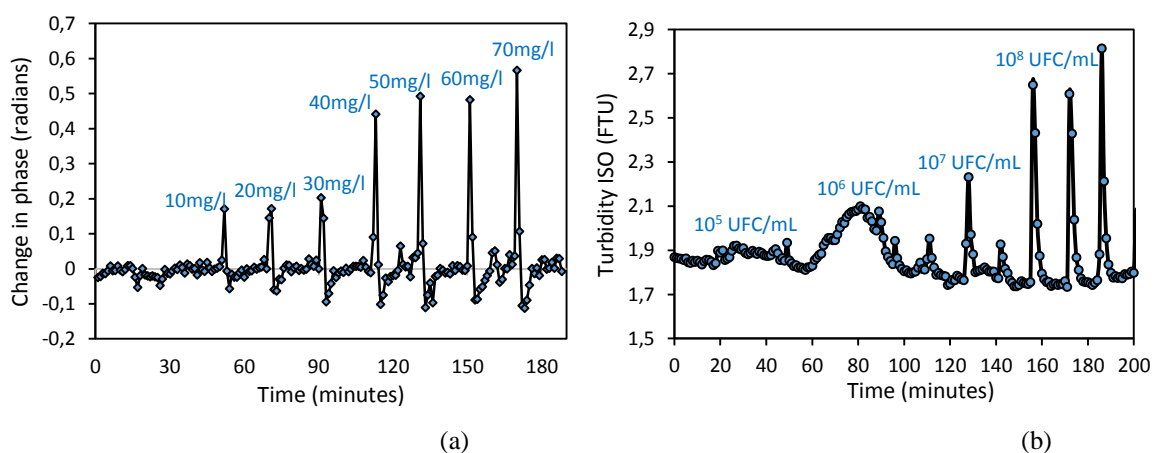 0,7
0,6
0,5
0,4
0,3
0,2
0,1
0
-0,1
-0,2
Change in phase (radians)
10mg/l
20mg/l
30mg/l
40mg/l
50mg/l
60mg/l
70mg/l
0 30 60 90 120 150 180
Time (minutes)
(a)
2,9
2,7
2,5
2,3
2,1
1,9
1,7
1,5
Turbidity ISO (FTU)
10⁵ UFC/mL
10⁶ UFC/mL
10⁷ UFC/mL
10⁸ UFC/mL
0 20 40 60 80 100 120 140 160 180 200
Time (minutes)
(b)